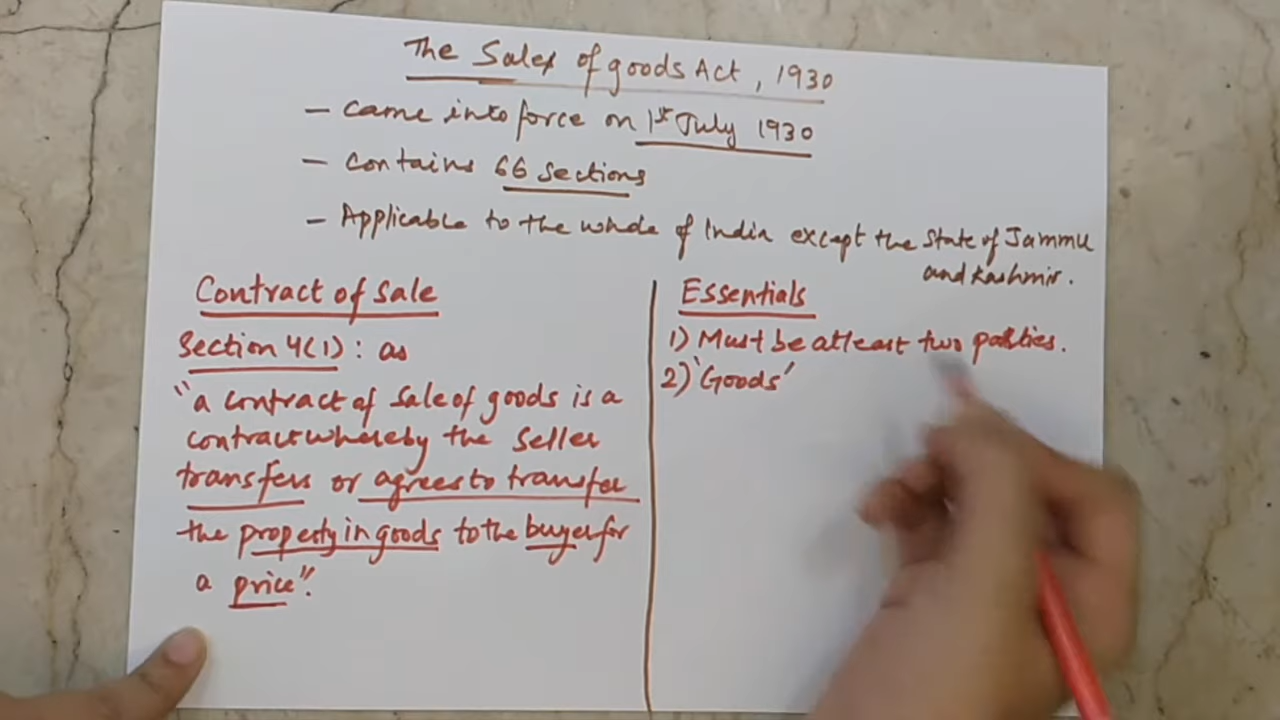 The Sales of goods Act, 1930
- came into force on 1st July 1930
- contains 66 sections
- Applicable to the whole of India except the State of Jammu
and Kashmir.
Contract of Sale
Section 4(1) : as
"a contract of sale of goods is a
contract whereby the seller
transfers or agrees to transfer
the property in goods to the buyer for
a price".
Essentials
1) Must be atleast two parties.
2) 'Goods'